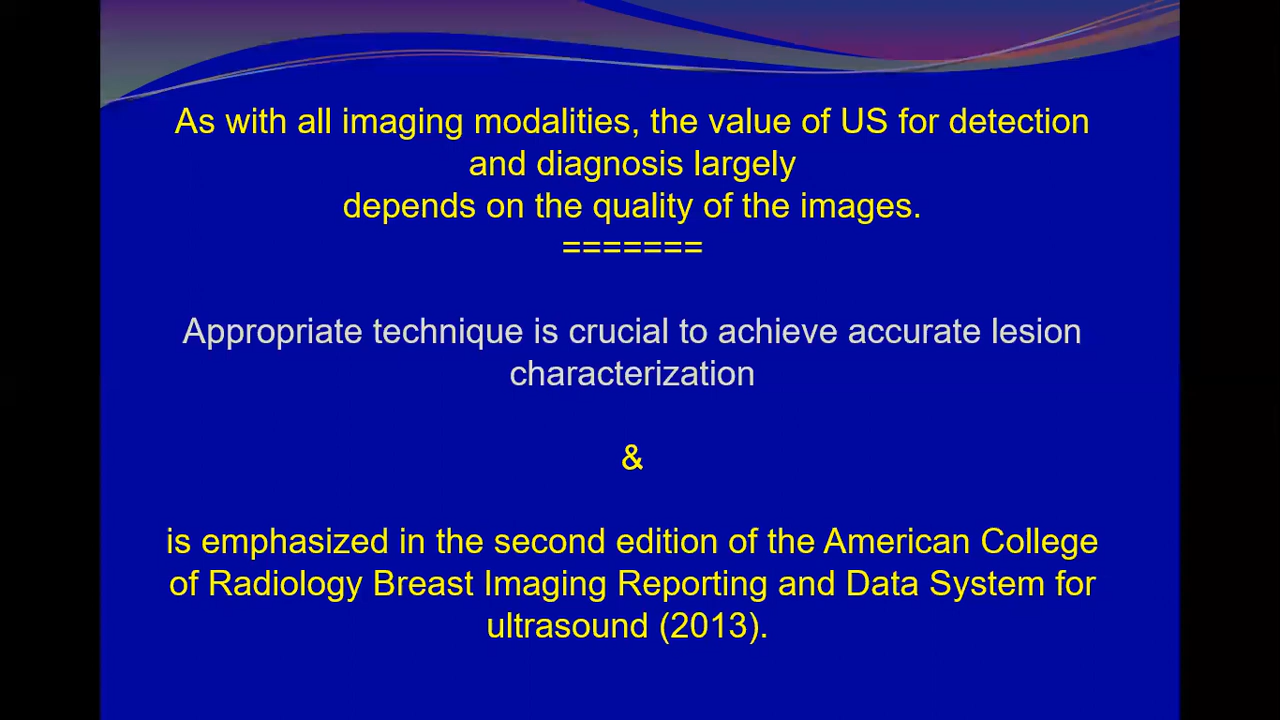 As with all imaging modalities, the value of US for detection
and diagnosis largely
depends on the quality of the images.
=======
Appropriate technique is crucial to achieve accurate lesion
characterization
&
is emphasized in the second edition of the American College
of Radiology Breast Imaging Reporting and Data System for
ultrasound (2013).